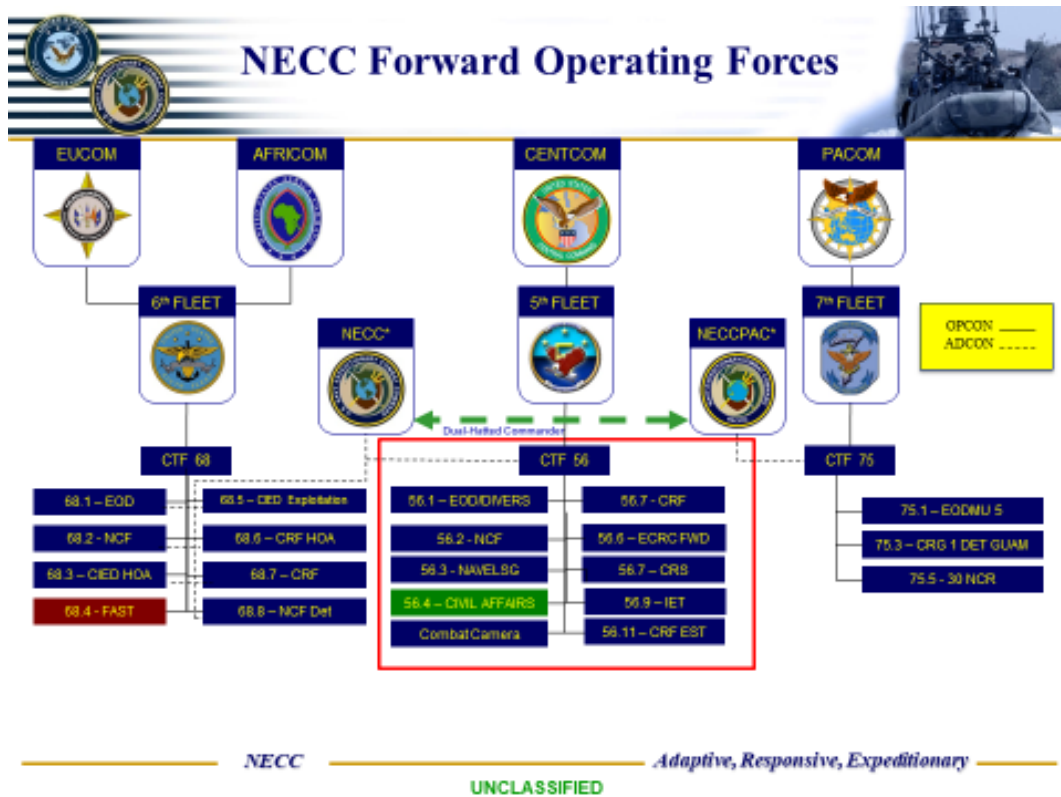 NECC Forward Operating Forces
EUCOM
AFRICOM
CENTCOM
PACOM
6th FLEET
5th FLEET
7th FLEET
NECC*
NECCPAC*
OPCON
ADCON
Dual-Hatted Commander
CTF 68
CTF 56
CTF 75
68.1 – EOD
68.5 – CIED Exploitation
68.2 - NCF
68.6 – CRF HOA
68.3 – CIED HOA
68.7 – CRF
68.4 - FAST
68.8 – NCF Det
56.1 – EOD/DIVERS
56.7 - CRF
56.2 - NCF
56.6 – ECRC FWD
56.3 - NAVELSG
56.7 – CRS
56.4 – CIVIL AFFAIRS
56.9 – IET
Combat Camera
56.11 – CRF EST
75.1 – EODMU 5
75.3 – CRG 1 DET GUAM
75.5 - 30 NCR
NECC
Adaptive, Responsive, Expeditionary
UNCLASSIFIED